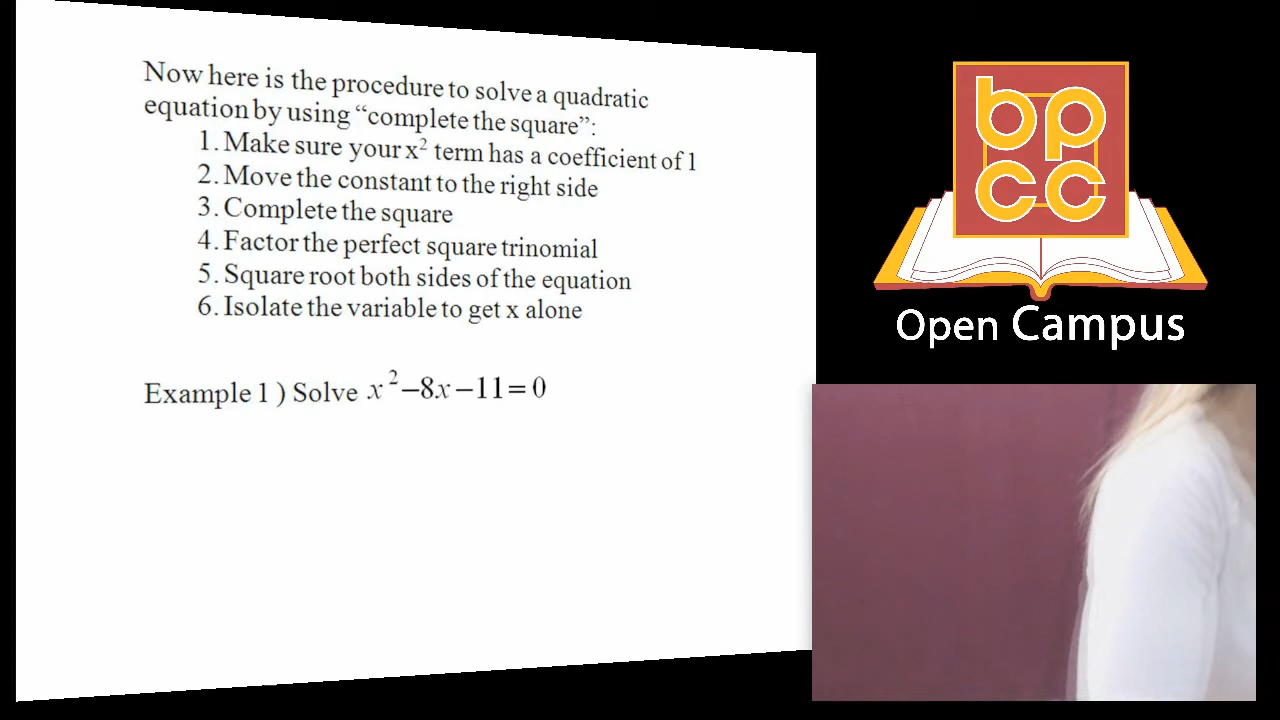 Now here is the procedure to solve a quadratic
equation by using “complete the square”:
1. Make sure your x² term has a coefficient of 1
2. Move the constant to the right side
3. Complete the square
4. Factor the perfect square trinomial
5. Square root both sides of the equation
6. Isolate the variable to get x alone
Example 1 ) Solve x²−8x−11=0
bp
cc
Open Campus